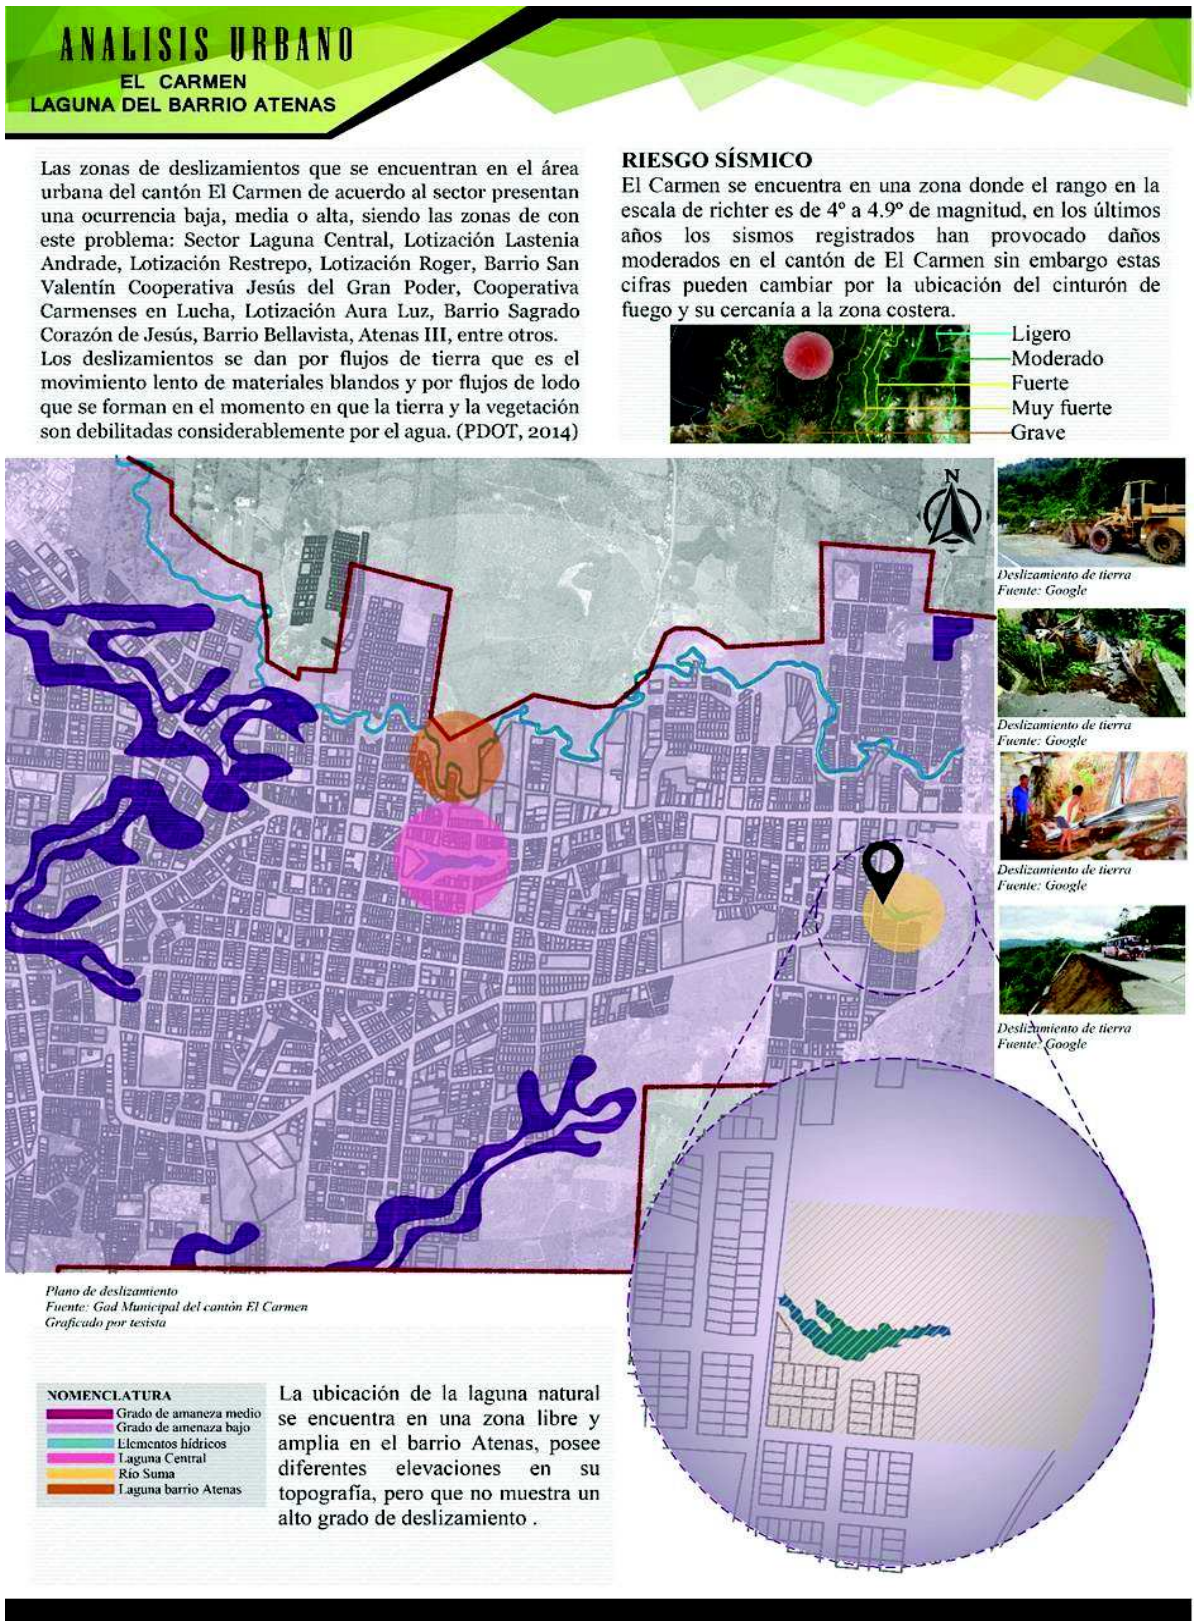 ANALISIS URBANO
EL CARMEN
LAGUNA DEL BARRIO ATENAS
Las zonas de deslizamientos que se encuentran en el área
urbana del cantón El Carmen de acuerdo al sector presentan
una ocurrencia baja, media o alta, siendo las zonas de con
este problema: Sector Laguna Central, Lotización Lastenia
Andrade, Lotización Restrepo, Lotización Roger, Barrio San
Valentín Cooperativa Jesús del Gran Poder, Cooperativa
Carmenses en Lucha, Lotización Aura Luz, Barrio Sagrado
Corazón de Jesús, Barrio Bellavista, Atenas III, entre otros.
Los deslizamientos se dan por flujos de tierra que es el
movimiento lento de materiales blandos y por flujos de lodo
que se forman en el momento en que la tierra y la vegetación
son debilitadas considerablemente por el agua. (PDOT, 2014)
RIESGO SÍSMICO
El Carmen se encuentra en una zona donde el rango en la
escala de richter es de 4º a 4.9º de magnitud, en los últimos
años los sismos registrados han provocado daños
moderados en el cantón de El Carmen sin embargo estas
cifras pueden cambiar por la ubicación del cinturón de
fuego y su cercanía a la zona costera.
Ligero
Moderado
Fuerte
Muy fuerte
Grave
N
Deslizamiento de tierra
Fuente: Google
Deslizamiento de tierra
Fuente: Google
Deslizamiento de tierra
Fuente: Google
Deslizamiento de tierra
Fuente: Google
Plano de deslizamiento
Fuente: Gad Municipal del cantón El Carmen
Graficado por tesista
NOMENCLATURA
Grado de amaneza medio
Grado de amenaza bajo
Elementos hídricos
Laguna Central
Río Suma
Laguna barrio Atenas
La ubicación de la laguna natural
se encuentra en una zona libre y
amplia en el barrio Atenas, posee
diferentes elevaciones en su
topografía, pero que no muestra un
alto grado de deslizamiento .